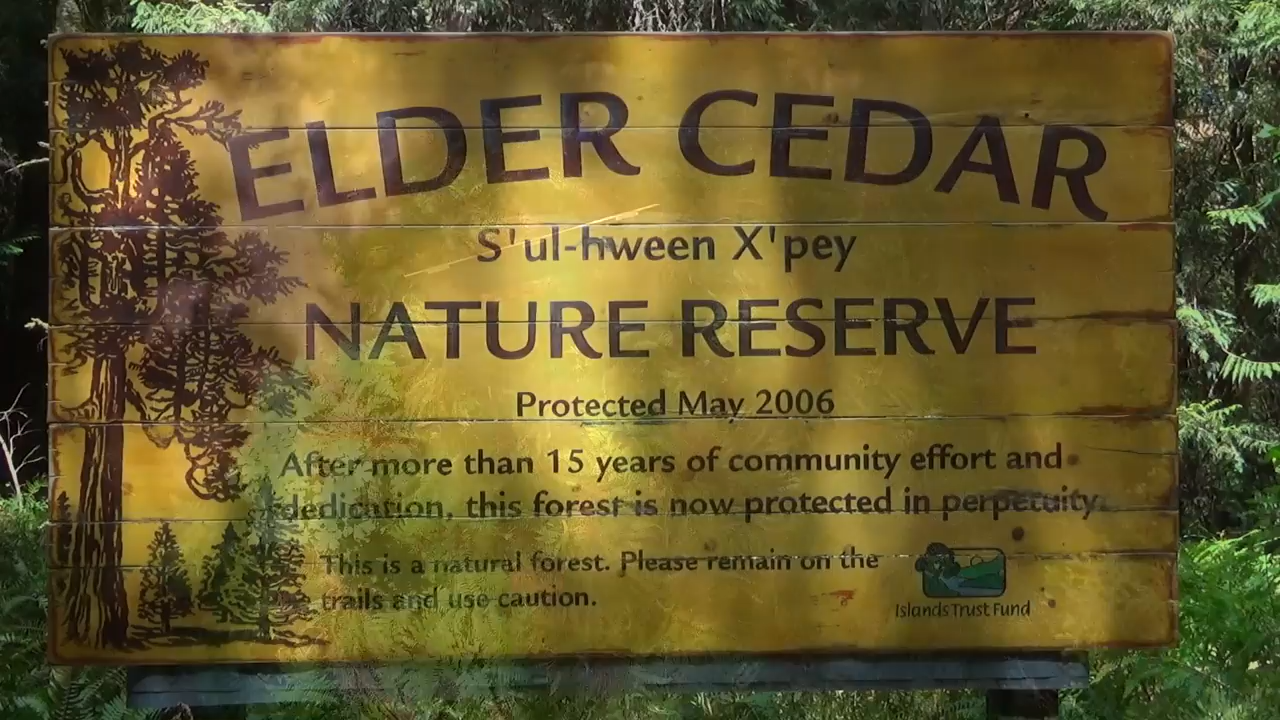 ELDER CEDAR
S'ul-hween X'pey
NATURE RESERVE
Protected May 2006
After more than 15 years of community effort and
dedication, this forest is now protected in perpetuity.
This is a natural forest. Please remain on the
trails and use caution.
Islands Trust Fund